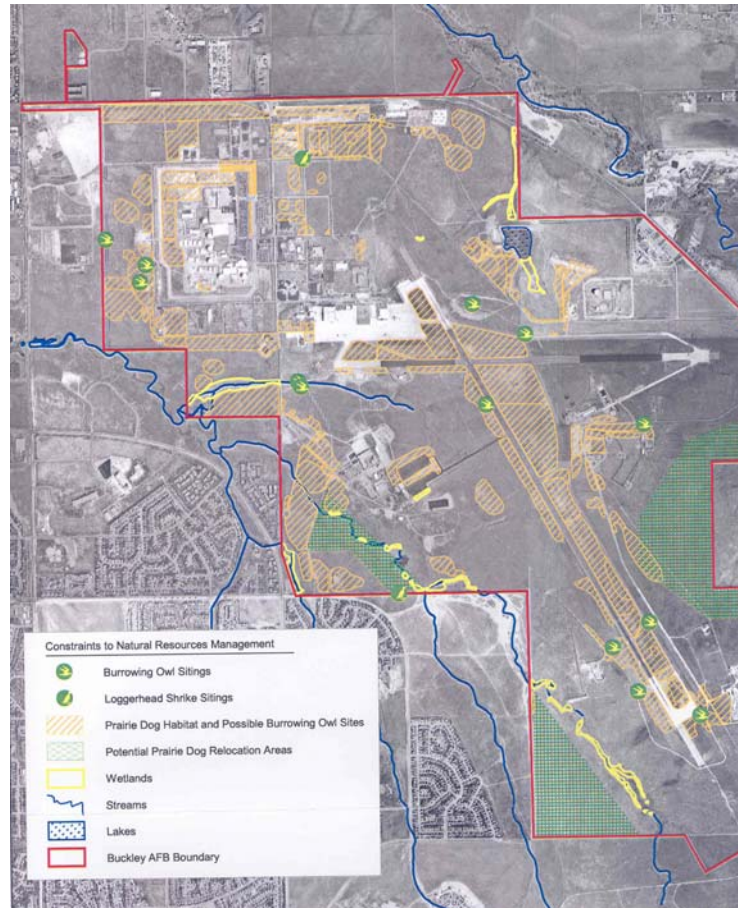 Constraints to Natural Resources Management
Burrowing Owl Sitings
Loggerhead Shrike Sitings
Prairie Dog Habitat and Possible Burrowing Owl Sites
Potential Prairie Dog Relocation Areas
Wetlands
Streams
Lakes
Buckley AFB Boundary